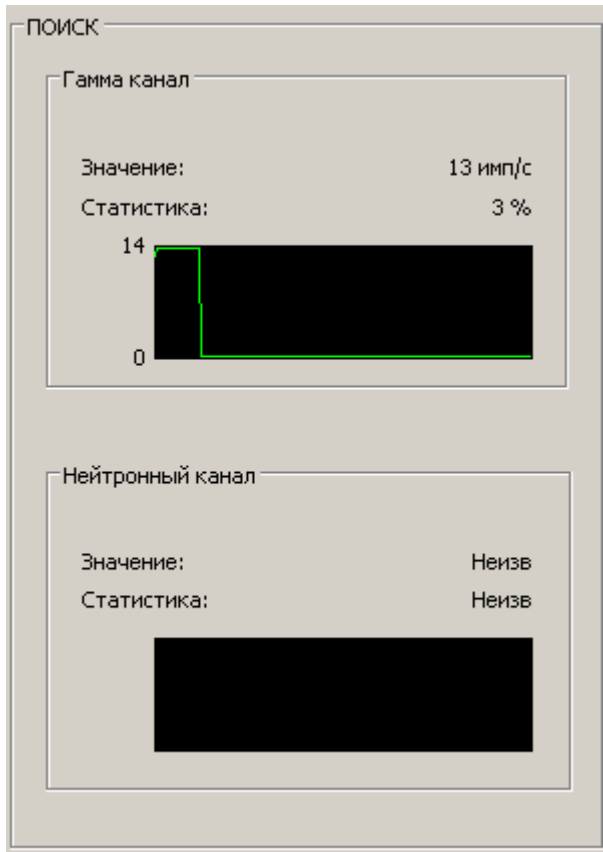 ПОИСК
Гамма канал
Значение: 13 имп/с
Статистика: 3 %
14
0
Нейтронный канал
Значение: Неизв
Статистика: Неизв